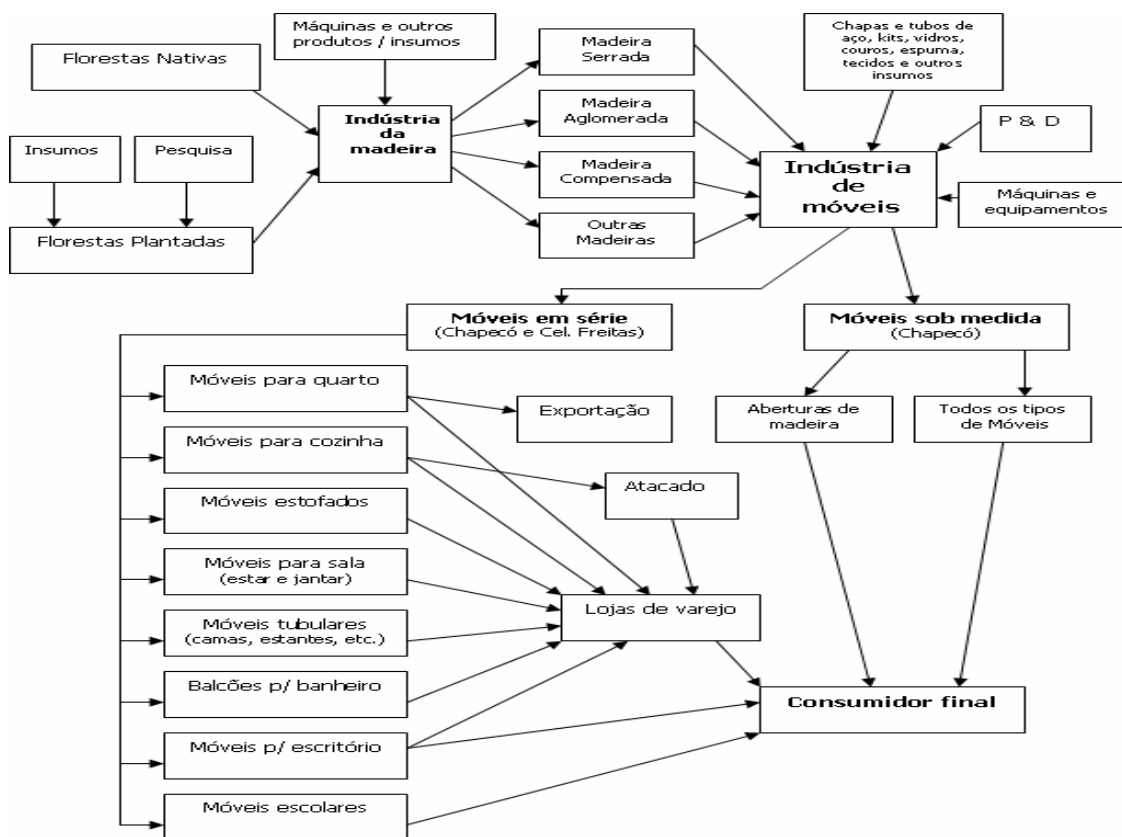 Máquinas e outros
produtos / insumos
Florestas Nativas
Madeira
Serrada
Chapas e tubos de
aço, kits, vidros,
couros, espuma,
tecidos e outros
insumos
Indústria
da
madeira
Madeira
Aglomerada
P & D
Insumos
Pesquisa
Madeira
Compensada
Indústria
de
móveis
Máquinas e
equipamentos
Florestas Plantadas
Outras
Madeiras
Móveis em série
(Chapecó e Cel. Freitas)
Móveis sob medida
(Chapecó)
Móveis para quarto
Exportação
Aberturas de
madeira
Todos os tipos
de Móveis
Móveis para cozinha
Atacado
Móveis estofados
Móveis para sala
(estar e jantar)
Lojas de varejo
Móveis tubulares
(camas, estantes, etc.)
Balcões p/ banheiro
Consumidor final
Móveis p/ escritório
Móveis escolares